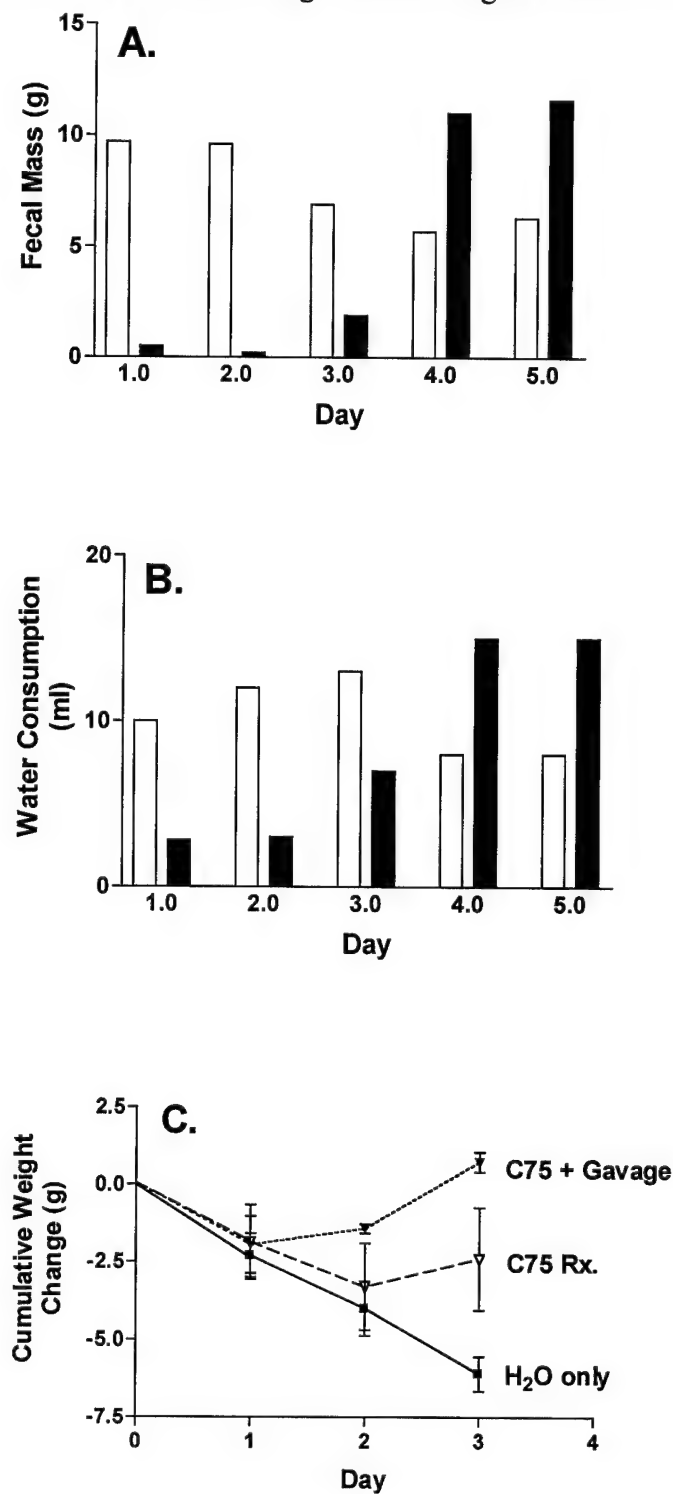 A.
15
10
5
0
Fecal Mass (g)
1.0 2.0 3.0 4.0 5.0
Day
B.
20
10
0
Water Consumption
(ml)
1.0 2.0 3.0 4.0 5.0
Day
C.
2.5
0.0
-2.5
-5.0
-7.5
Cumulative Weight
Change (g)
C75 + Gavage
C75 Rx.
H₂O only
0 1 2 3 4
Day